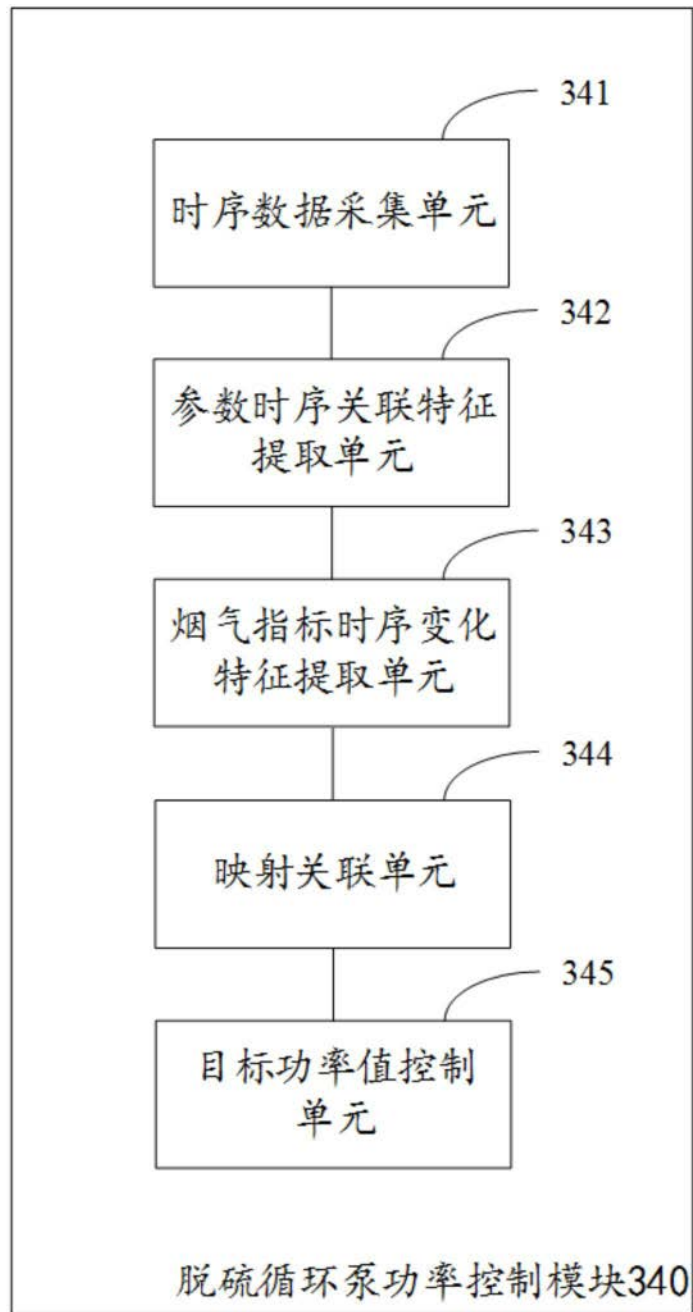 341
时序数据采集单元
342
参数时序关联特征
提取单元
343
烟气指标时序变化
特征提取单元
344
映射关联单元
345
目标功率值控制
单元
脱硫循环泵功率控制模块340